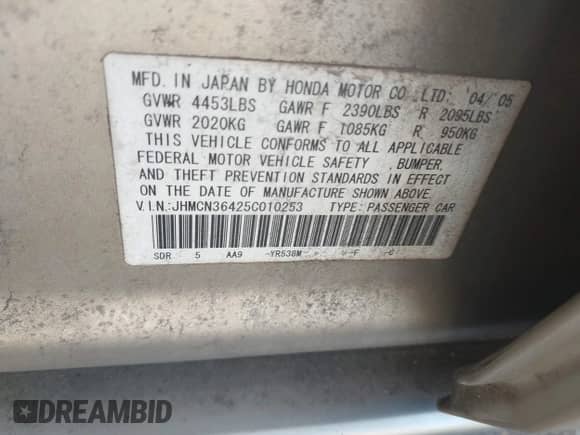 MFD. IN JAPAN BY HONDA MOTOR CO., LTD. '04/'05
GVWR 4453LBS GAWR F 2390LBS R 2095LBS
GVWR 2020KG GAWR F 1085KG R 950KG
THIS VEHICLE CONFORMS TO ALL APPLICABLE
FEDERAL MOTOR VEHICLE SAFETY , BUMPER,
AND THEFT PREVENTION STANDARDS IN EFFECT
ON THE DATE OF MANUFACTURE SHOWN ABOVE.
V.I.N.:JHMCN36425C010253 TYPE: PASSENGER CAR
SDR 5 AA9 -YR538M- - F -C
DREAMBID